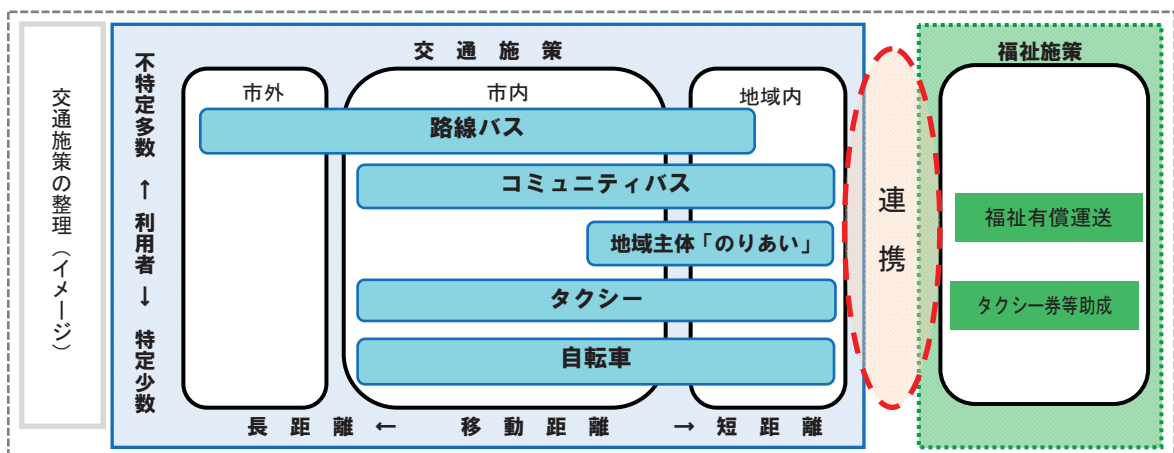 交通施策の整理（イメージ）
不特定多数 ↑ 利用者 ↓ 特定少数
交通施策
市外
市内
地域内
路線バス
コミュニティバス
地域主体「のりあい」
タクシー
自転車
長距離 ← 移動距離 → 短距離
連携
福祉施策
福祉有償運送
タクシー券等助成